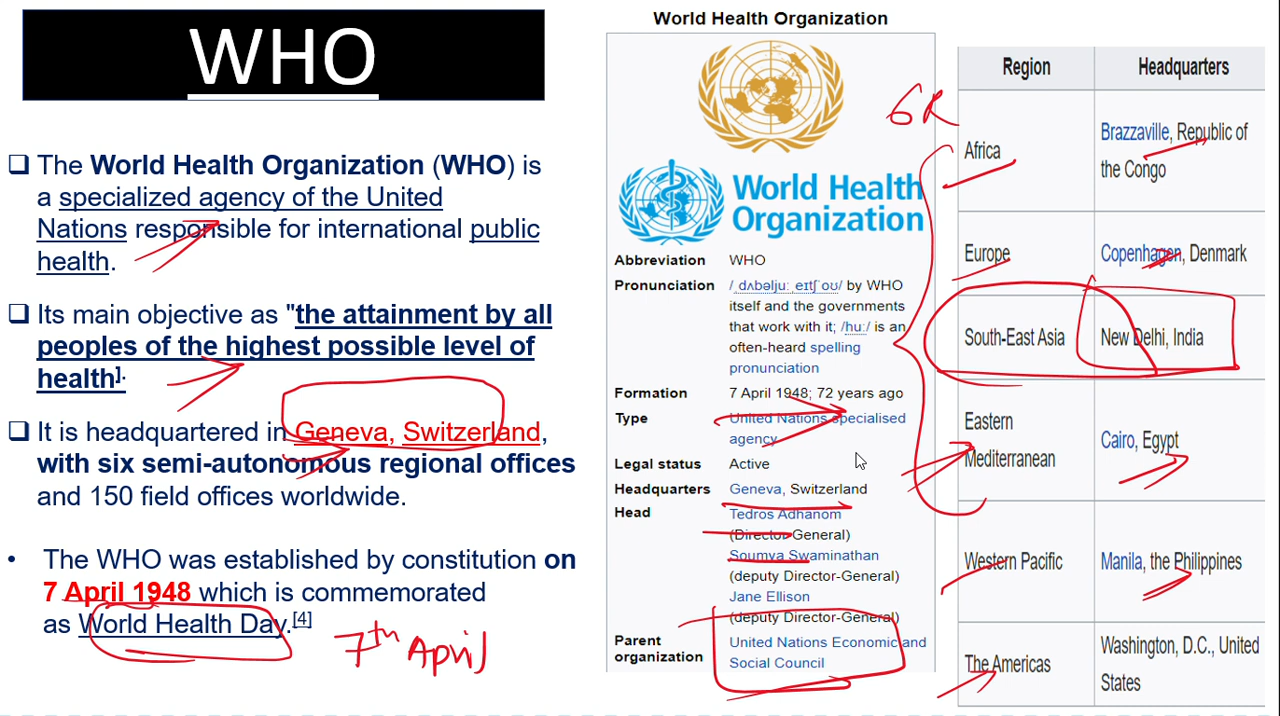 WHO
❑ The World Health Organization (WHO) is
a specialized agency of the United
Nations responsible for international public
health.
❑ Its main objective as "the attainment by all
peoples of the highest possible level of
health].
❑ It is headquartered in Geneva, Switzerland,
with six semi-autonomous regional offices
and 150 field offices worldwide.
• The WHO was established by constitution on
7 April 1948 which is commemorated
as World Health Day.[4]
7th April
World Health Organization
World Health
Organization
Abbreviation WHO
Pronunciation /ˌdʌbəljuː eɪtʃ ˈoʊ/ by WHO
itself and the governments
that work with it; /huː/ is an
often-heard spelling
pronunciation
Formation 7 April 1948; 72 years ago
Type United Nations specialised
agency
Legal status Active
Headquarters Geneva, Switzerland
Head Tedros Adhanom
(Director-General)
Soumya Swaminathan
(deputy Director-General)
Jane Ellison
(deputy Director-General)
Parent United Nations Economic and
organization Social Council
6R
Region Headquarters
Africa Brazzaville, Republic of
the Congo
Europe Copenhagen, Denmark
South-East Asia New Delhi, India
Eastern
Mediterranean Cairo, Egypt
Western Pacific Manila, the Philippines
The Americas Washington, D.C., United
States